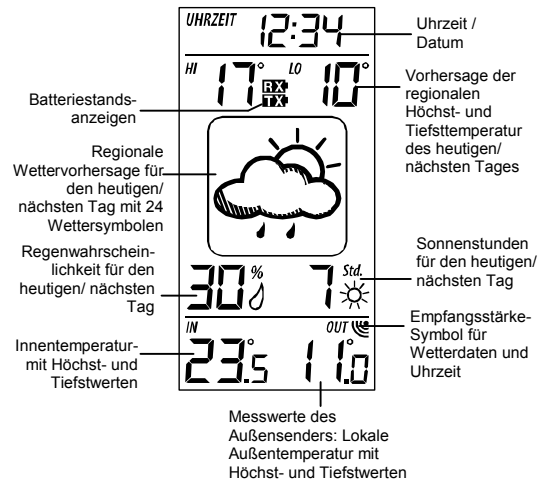 UHRZEIT 12:34
Uhrzeit /
Datum
HI 17° LO 10°
RX
TX
Batteriestands-
anzeigen
Vorhersage der
regionalen
Höchst- und
Tiefsttemperatur
des heutigen/
nächsten Tages
Regionale
Wettervorhersage für
den heutigen/
nächsten Tag mit 24
Wettersymbolen
Regenwahrschein-
lichkeit für den
heutigen/ nächsten
Tag
30 % 7 Std.
Sonnenstunden
für den heutigen/
nächsten Tag
Innentemperatur-
mit Höchst- und
Tiefstwerten
IN OUT
23.5° 11.0°
Empfangsstärke-
Symbol für
Wetterdaten und
Uhrzeit
Messwerte des
Außensenders: Lokale
Außentemperatur mit
Höchst- und Tiefstwerten